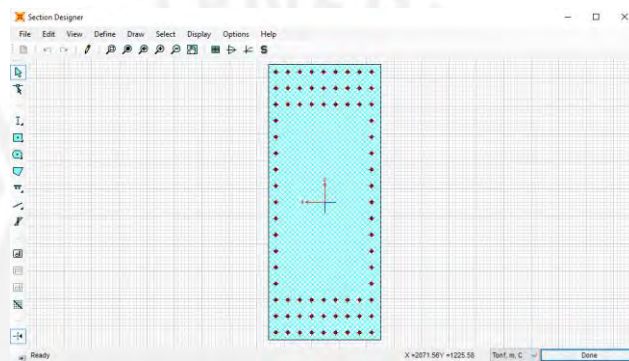 Section Designer
File Edit View Define Draw Select Display Options Help
Ready
X =2071.56Y =1225.58
Tonf, m, C
Done